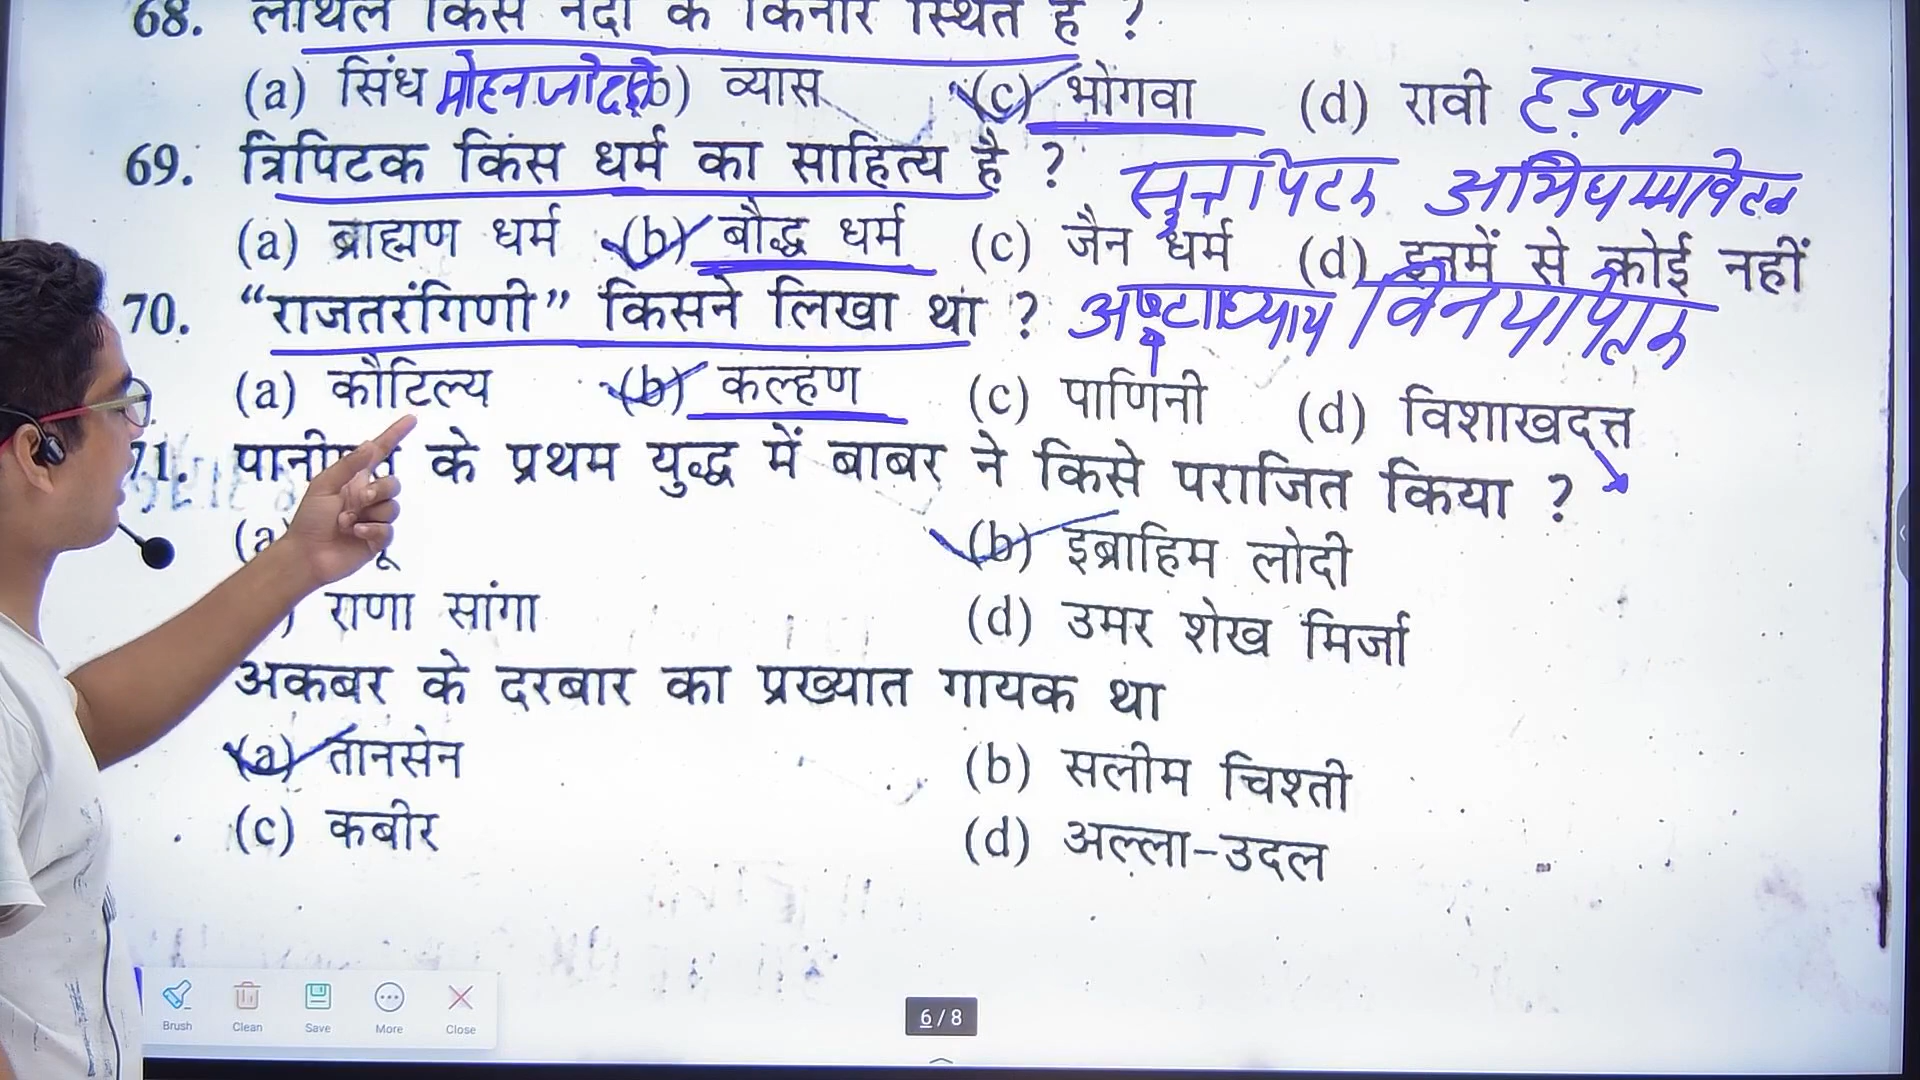 68. लोथल किस नदी के किनारे स्थित है ?
(a) सिंध मोहनजोदड़ो (b) व्यास (c) भोगवा (d) रावी हड़प्पा
69. त्रिपिटक किस धर्म का साहित्य है ? सुत्तपिटक अभिधम्मपिटक
(a) ब्राह्मण धर्म (b) बौद्ध धर्म (c) जैन धर्म (d) इनमें से कोई नहीं
70. “राजतरंगिणी” किसने लिखा था ? अष्टाध्याय विनयपिटक
(a) कौटिल्य (b) कल्हण (c) पाणिनी (d) विशाखदत्त
71. पानीपत के प्रथम युद्ध में बाबर ने किसे पराजित किया ?
(a) (b) इब्राहिम लोदी
राणा सांगा (d) उमर शेख मिर्जा
अकबर के दरबार का प्रख्यात गायक था
(a) तानसेन (b) सलीम चिश्ती
(c) कबीर (d) अल्ला-उदल
Brush Clean Save More Close
6/8